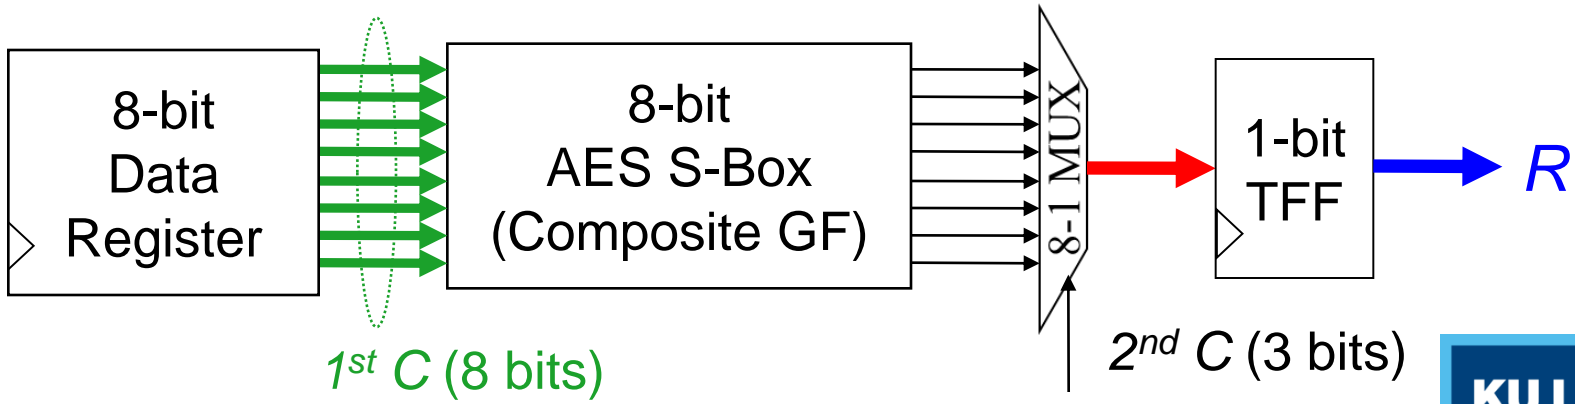 8-bit
Data
Register
8-bit
AES S-Box
(Composite GF)
8-1 MUX
1-bit
TFF
R
1st C (8 bits)
2nd C (3 bits)